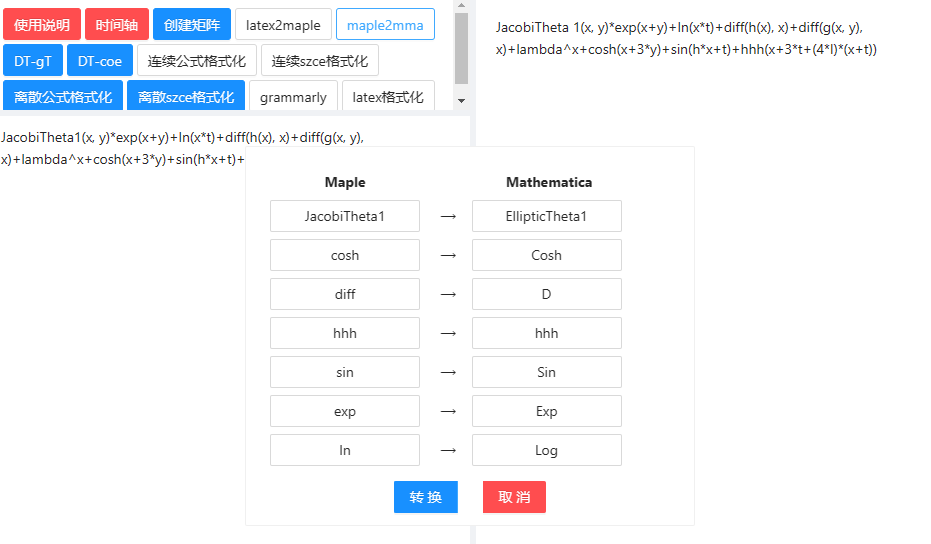 使用说明 时间轴 创建矩阵 latex2maple maple2mma
DT-gT DT-coe 连续公式格式化 连续szce格式化
离散公式格式化 离散szce格式化 grammarly latex格式化
JacobiTheta1(x, y)*exp(x+y)+ln(x*t)+diff(h(x), x)+diff(g(x, y),
x)+lambda^x+cosh(x+3*y)+sin(h*x+t)+
JacobiTheta 1(x, y)*exp(x+y)+ln(x*t)+diff(h(x), x)+diff(g(x, y),
x)+lambda^x+cosh(x+3*y)+sin(h*x+t)+hhh(x+3*t+(4*I)*(x+t))
Maple Mathematica
JacobiTheta1 → EllipticTheta1
cosh → Cosh
diff → D
hhh → hhh
sin → Sin
exp → Exp
ln → Log
转 换 取 消